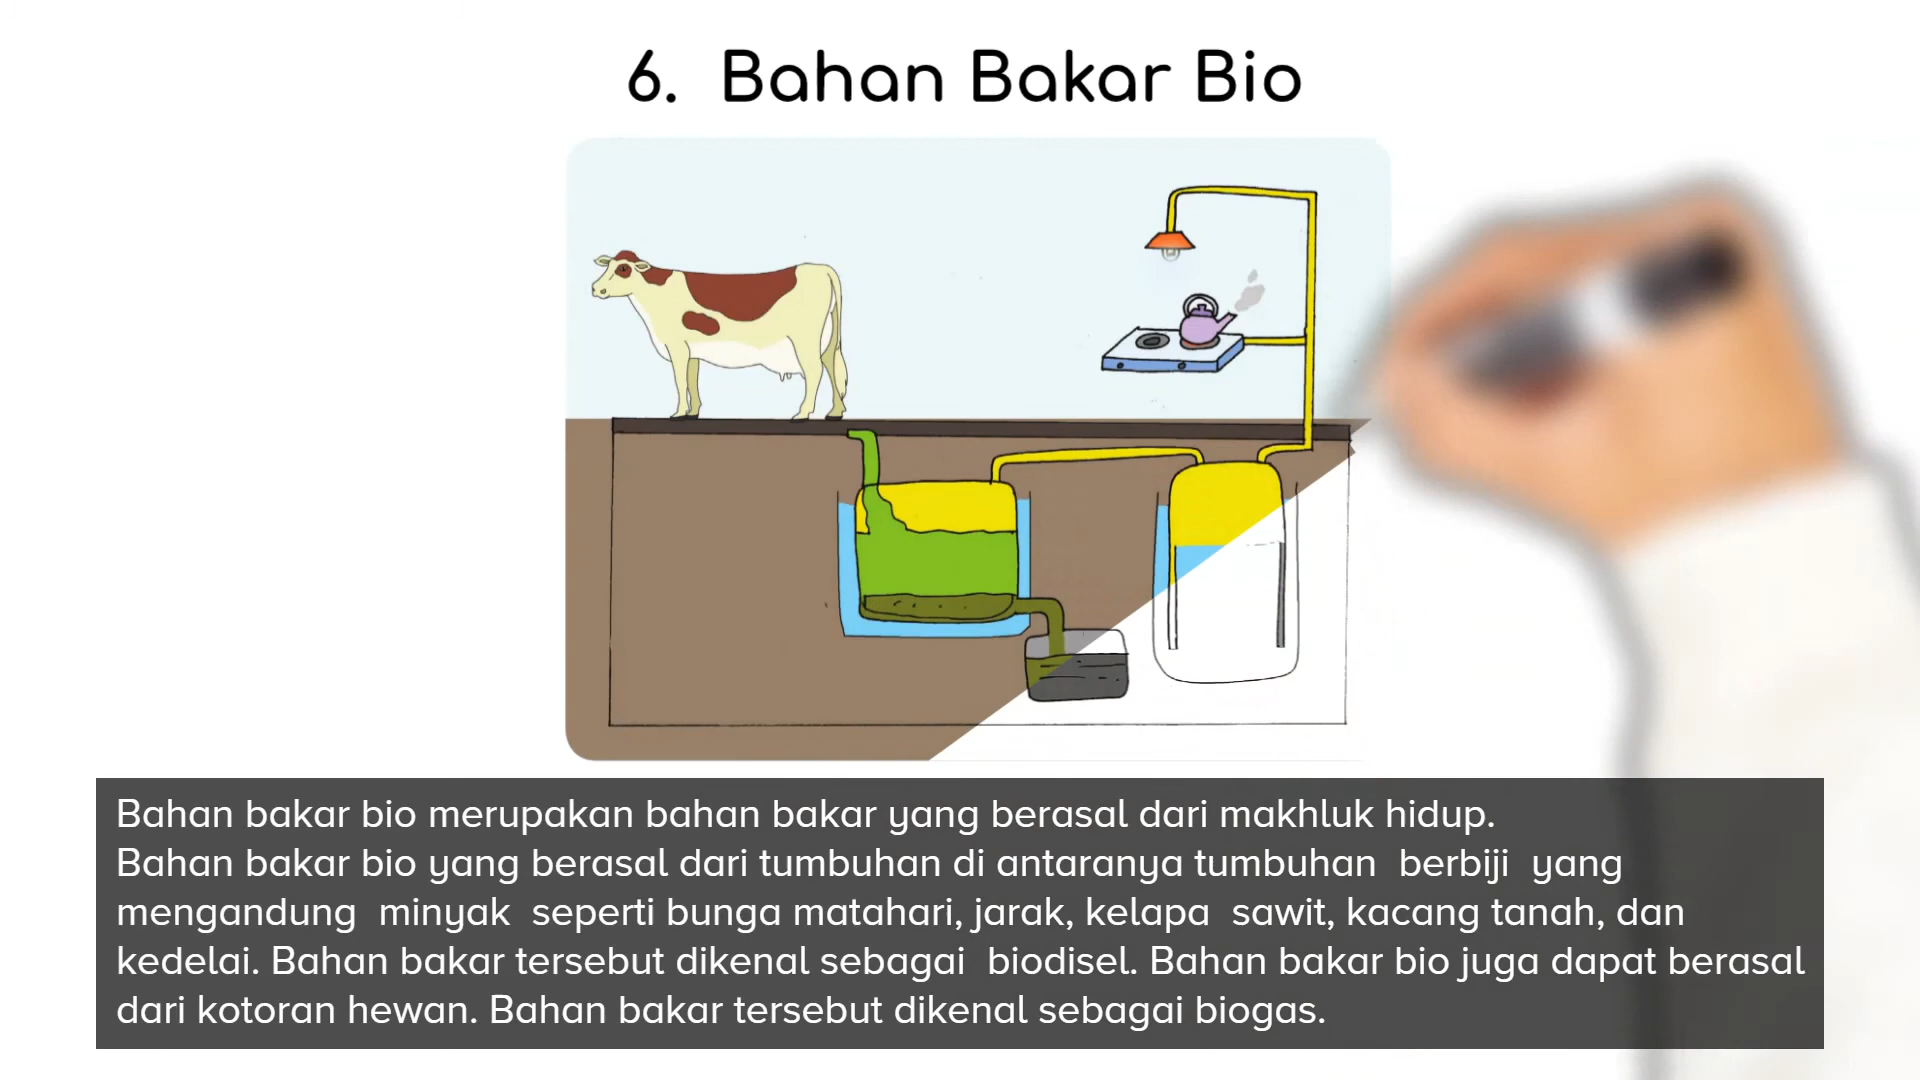 6. Bahan Bakar Bio
Bahan bakar bio merupakan bahan bakar yang berasal dari makhluk hidup.
Bahan bakar bio yang berasal dari tumbuhan di antaranya tumbuhan berbiji yang
mengandung minyak seperti bunga matahari, jarak, kelapa sawit, kacang tanah, dan
kedelai. Bahan bakar tersebut dikenal sebagai biodisel. Bahan bakar bio juga dapat berasal
dari kotoran hewan. Bahan bakar tersebut dikenal sebagai biogas.